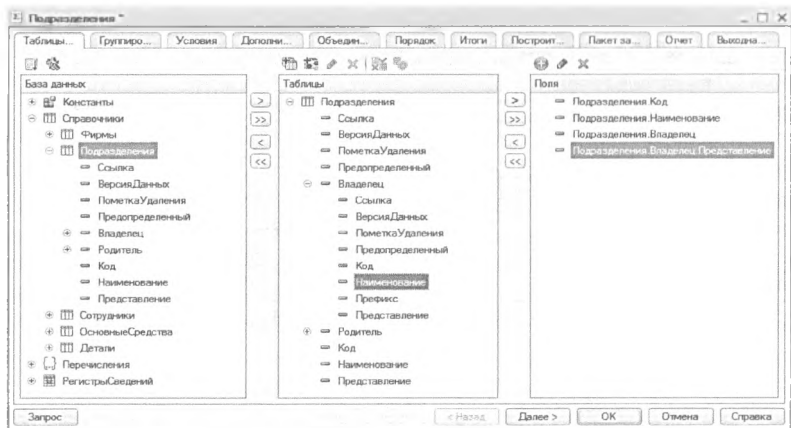 Подразделения *
Таблицы... Группиро... Условия Дополни... Объедин... Порядок Итоги Построит... Пакет за... Отчет Выходна...
База данных
Константы
Справочники
Фирмы
Подразделения
Ссылка
ВерсияДанных
ПометкаУдаления
Предопределенный
Владелец
Родитель
Код
Наименование
Представление
Сотрудники
ОсновныеСредства
Детали
Перечисления
РегистрыСведений
>
>>
<
<<
Таблицы
Подразделения
Ссылка
ВерсияДанных
ПометкаУдаления
Предопределенный
Владелец
Ссылка
ВерсияДанных
ПометкаУдаления
Предопределенный
Код
Наименование
Префикс
Представление
Родитель
Код
Наименование
Представление
>
>>
<
<<
Поля
Подразделения.Код
Подразделения.Наименование
Подразделения.Владелец
Подразделения.Владелец.Представление
Запрос < Назад Далее > OK Отмена Справка